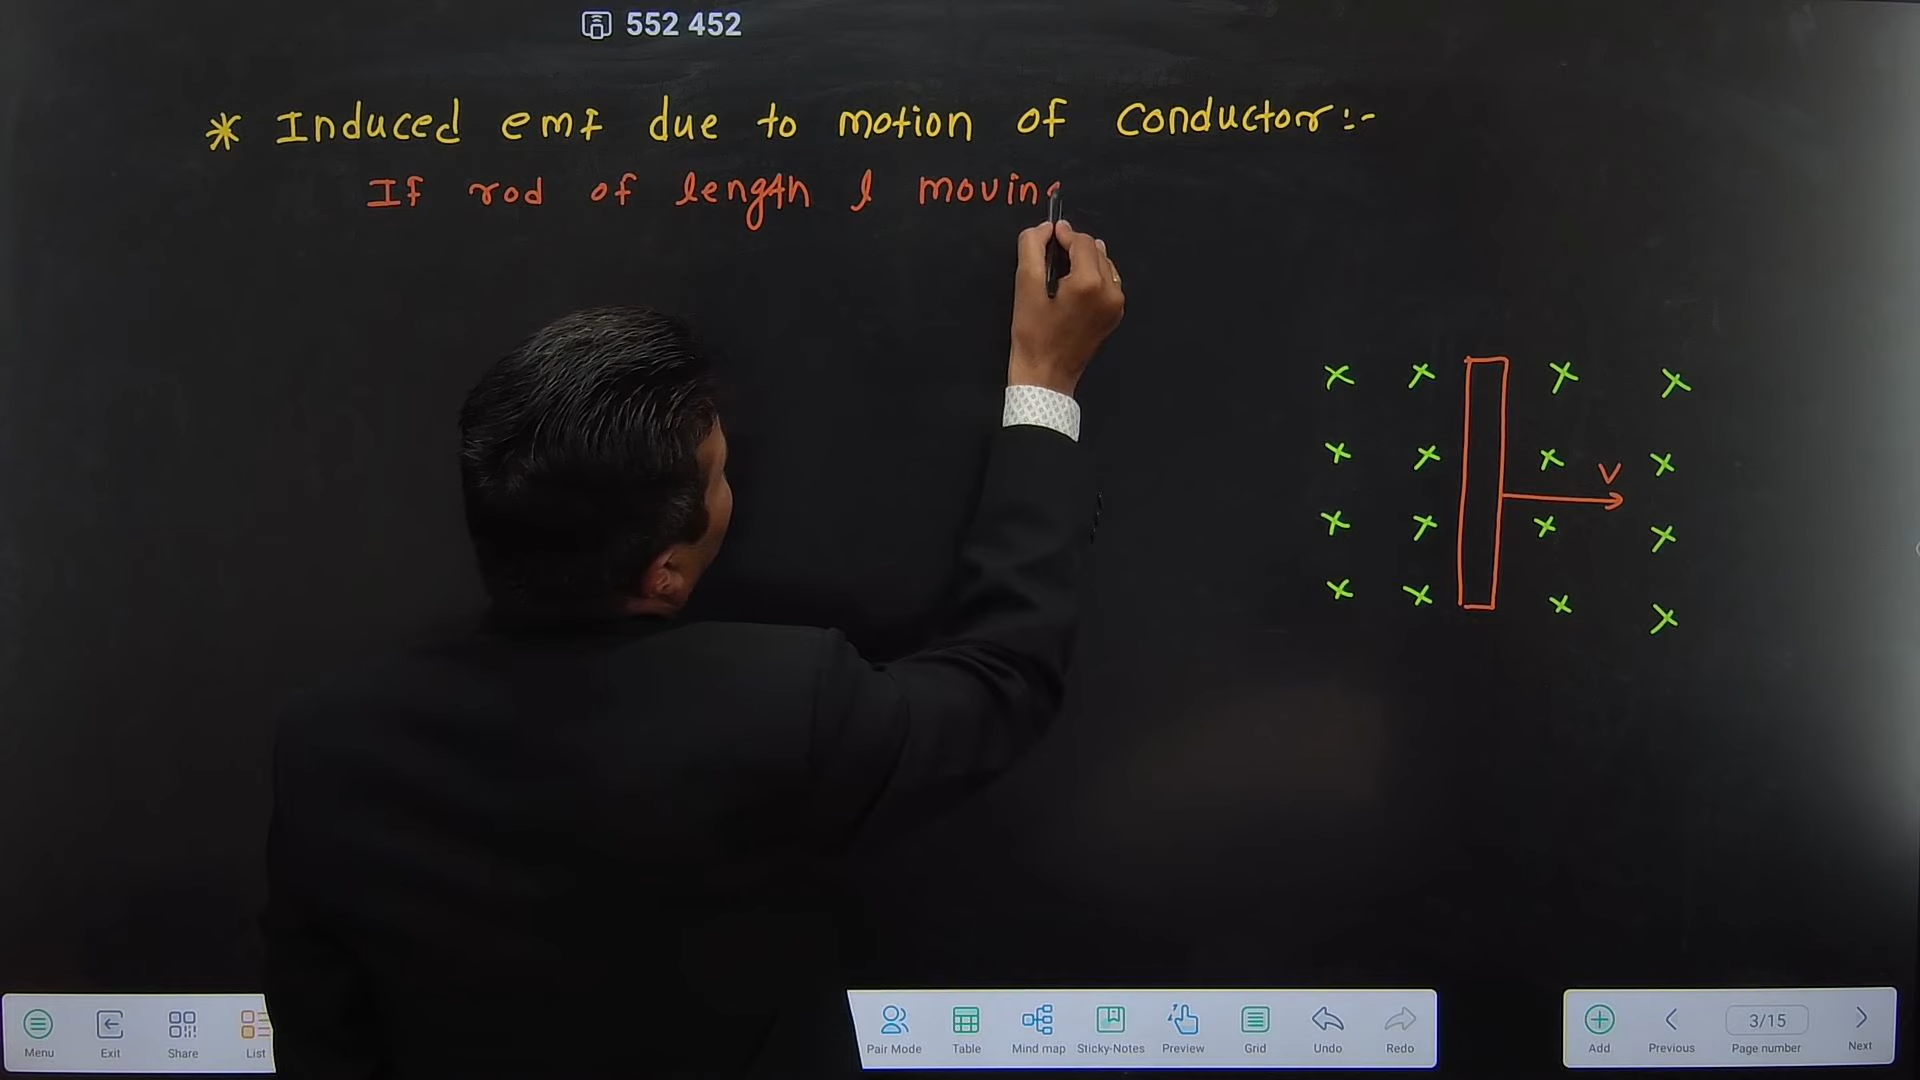 552 452
* Induced emf due to motion of conductor:-
If rod of length l moving
x x x x
x x x v x
x x x x
x x x x
Menu Exit Share List Pair Mode Table Mind map Sticky-Notes Preview Grid Undo Redo Add Previous 3/15 Page number Next